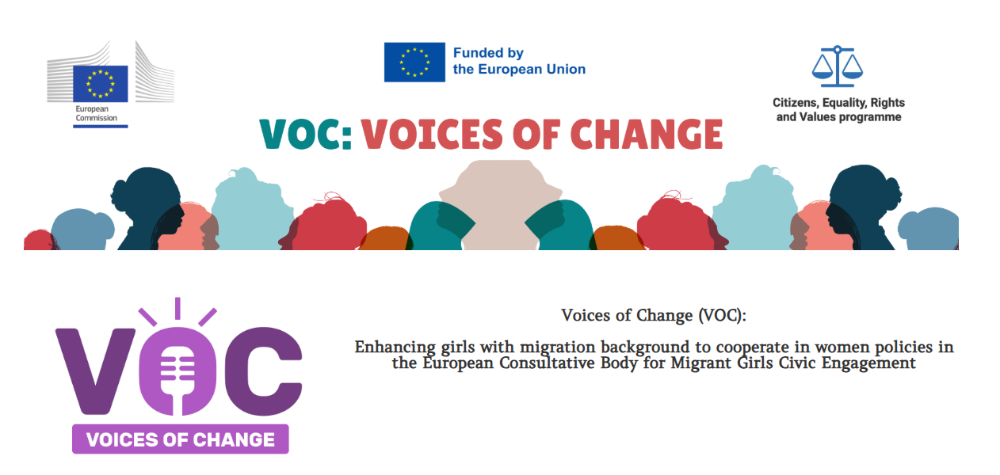 European
Commission
Funded by
the European Union
Citizens, Equality, Rights
and Values programme
VOC: VOICES OF CHANGE
VOC
VOICES OF CHANGE
Voices of Change (VOC):
Enhancing girls with migration background to cooperate in women policies in
the European Consultative Body for Migrant Girls Civic Engagement